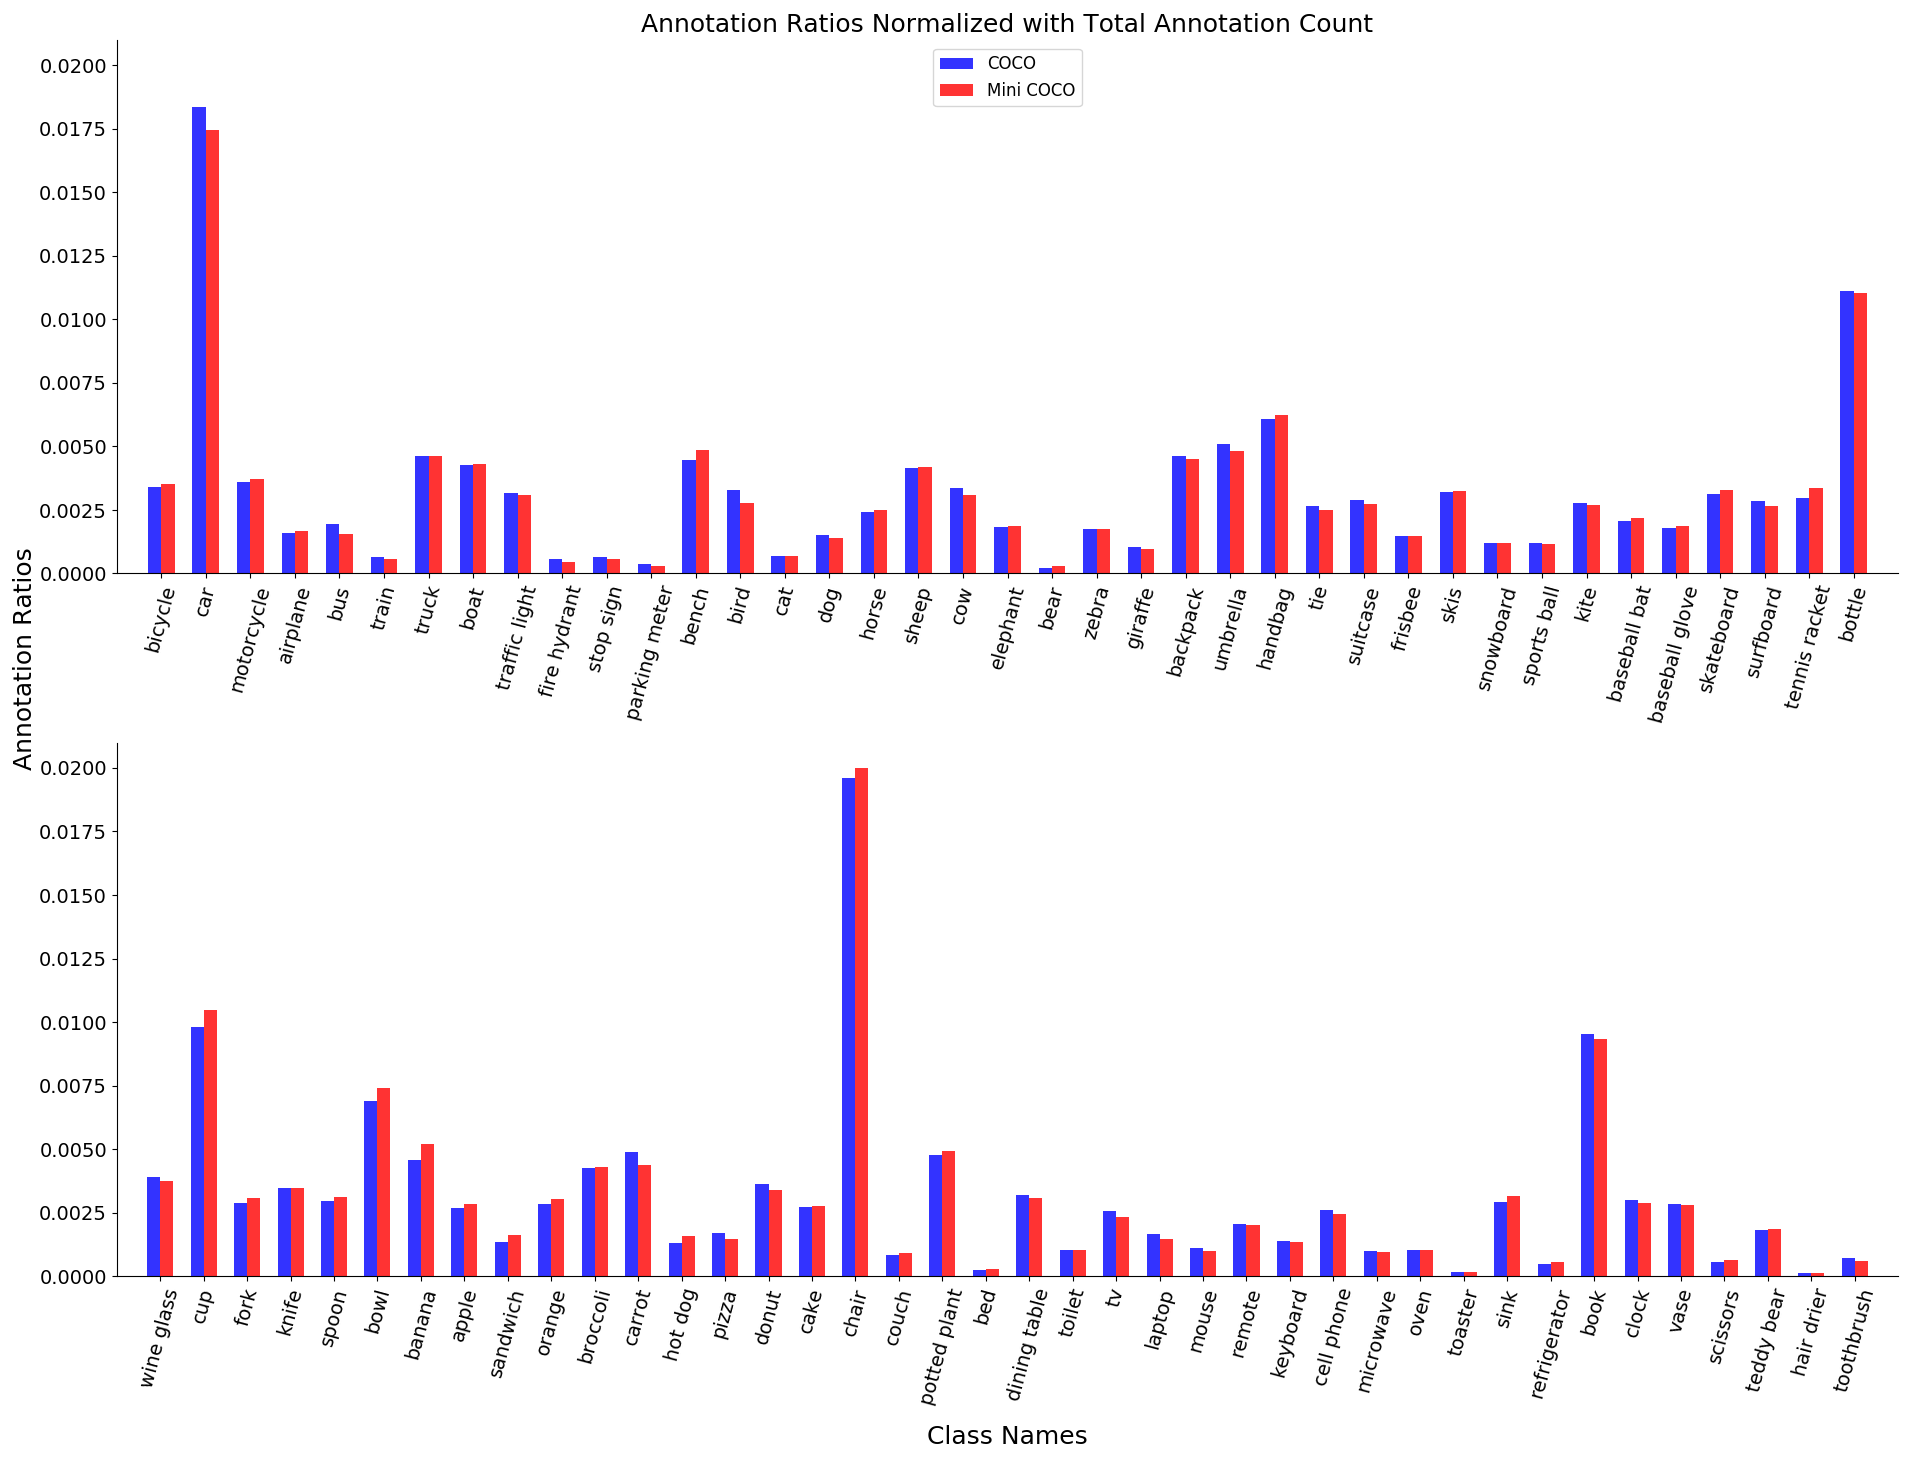 Annotation Ratios Normalized with Total Annotation Count
COCO
Mini COCO
0.0200
0.0175
0.0150
0.0125
0.0100
0.0075
0.0050
0.0025
0.0000
bicycle
car
motorcycle
airplane
bus
train
truck
boat
traffic light
fire hydrant
stop sign
parking meter
bench
bird
cat
dog
horse
sheep
cow
elephant
bear
zebra
giraffe
backpack
umbrella
handbag
tie
suitcase
frisbee
skis
snowboard
sports ball
kite
baseball bat
baseball glove
skateboard
surfboard
tennis racket
bottle
Annotation Ratios
0.0200
0.0175
0.0150
0.0125
0.0100
0.0075
0.0050
0.0025
0.0000
wine glass
cup
fork
knife
spoon
bowl
banana
apple
sandwich
orange
broccoli
carrot
hot dog
pizza
donut
cake
chair
couch
potted plant
bed
dining table
toilet
tv
laptop
mouse
remote
keyboard
cell phone
microwave
oven
toaster
sink
refrigerator
book
clock
vase
scissors
teddy bear
hair drier
toothbrush
Class Names